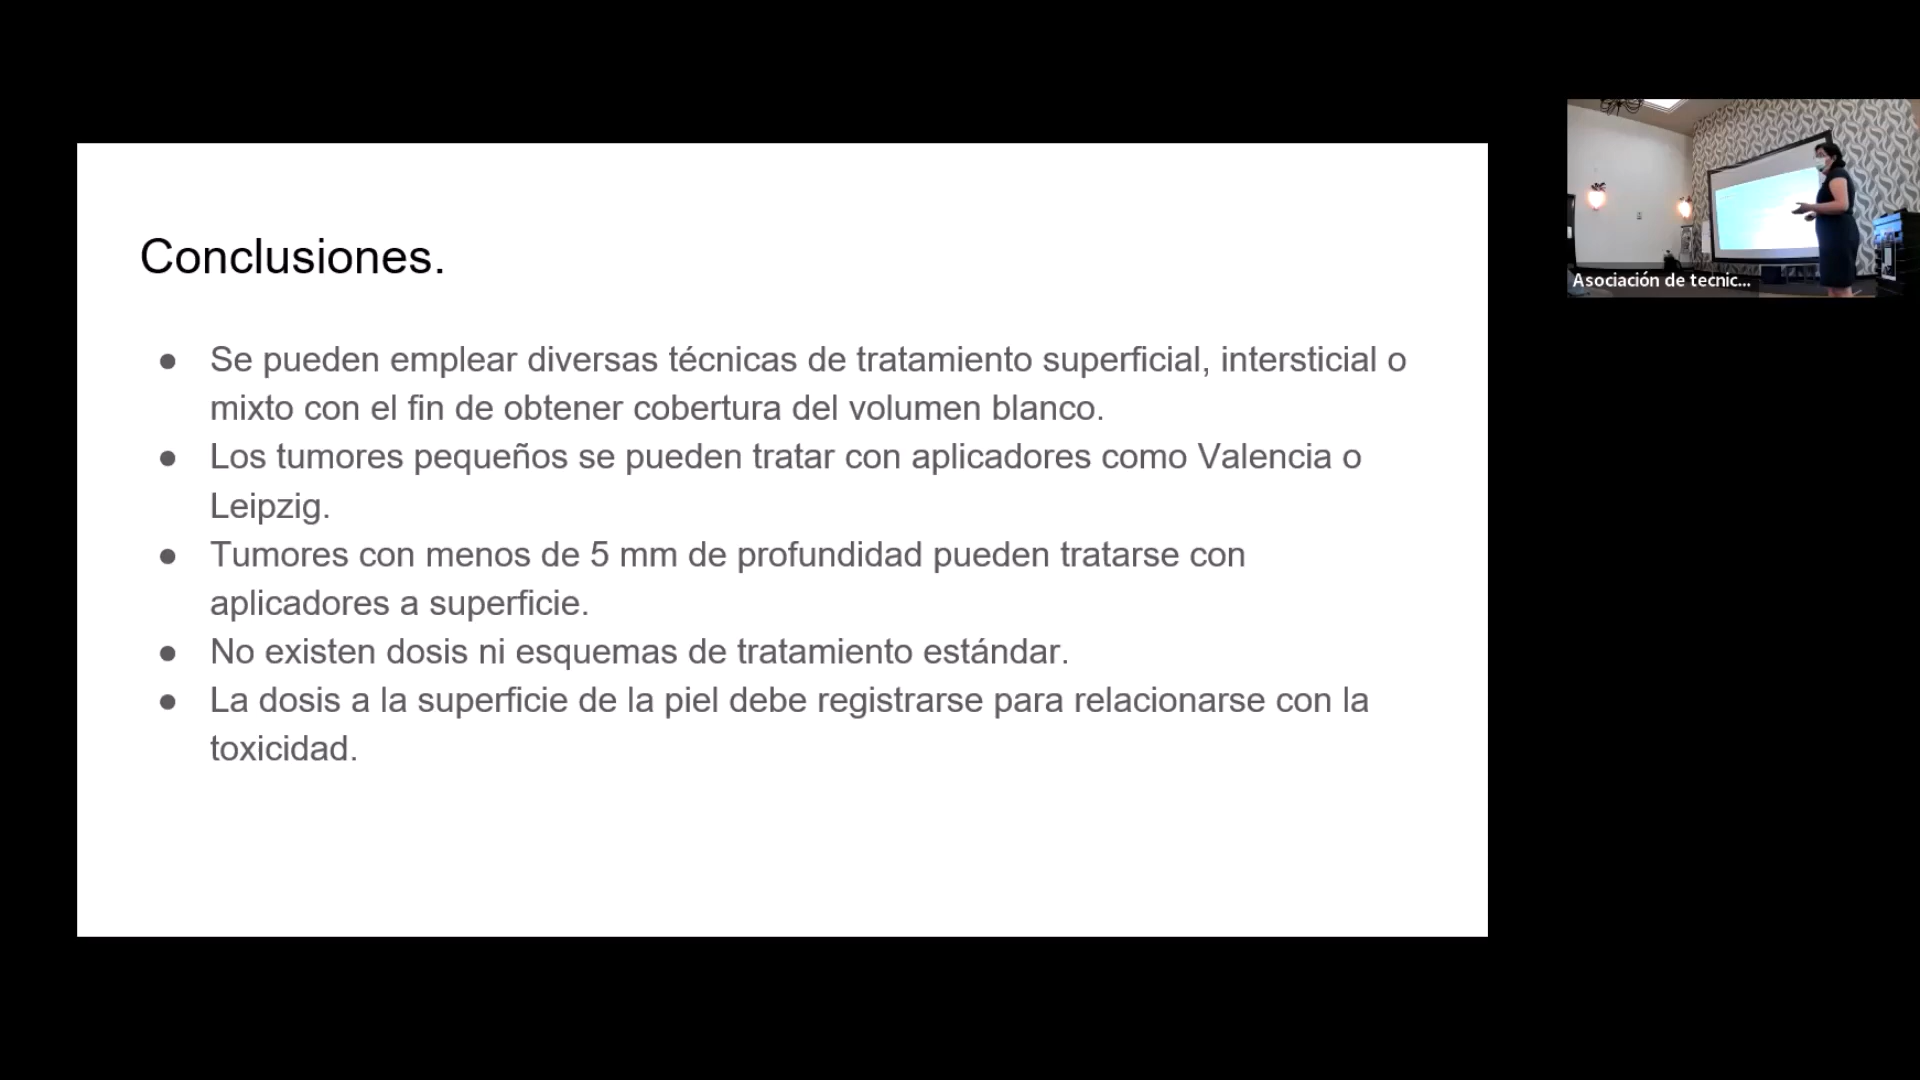 Conclusiones.
● Se pueden emplear diversas técnicas de tratamiento superficial, intersticial o
mixto con el fin de obtener cobertura del volumen blanco.
● Los tumores pequeños se pueden tratar con aplicadores como Valencia o
Leipzig.
● Tumores con menos de 5 mm de profundidad pueden tratarse con
aplicadores a superficie.
● No existen dosis ni esquemas de tratamiento estándar.
● La dosis a la superficie de la piel debe registrarse para relacionarse con la
toxicidad.
Asociación de tecnic...